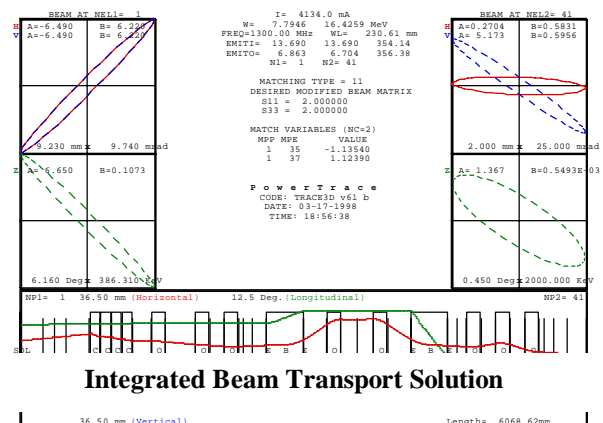 BEAM AT NEL1= 1
H A=-6.490 B= 6.220
V A=-6.490 B= 6.220
9.230 mm x 9.740 mrad
Z A= 6.650 B=0.1073
6.160 Deg x 386.310 KeV
I= 4134.0 mA
W= 7.7946 16.4259 MeV
FREQ=1300.00 MHz WL= 230.61 mm
EMITI= 13.690 13.690 354.14
EMITO= 6.863 6.704 356.38
N1= 1 N2= 41
MATCHING TYPE = 11
DESIRED MODIFIED BEAM MATRIX
S11 = 2.000000
S33 = 2.000000
MATCH VARIABLES (NC=2)
MPP MPE VALUE
1 35 -1.13540
1 37 1.12390
PowerTrace
CODE: TRACE3D v61 b
DATE: 03-17-1998
TIME: 18:56:38
BEAM AT NEL2= 41
H A=0.2704 B=0.5831
V A= 5.173 B=0.5956
2.000 mm x 25.000 mrad
Z A= 1.367 B=0.5493E-03
0.450 Deg x 2000.000 KeV
NP1= 1 36.50 mm (Horizontal) 12.5 Deg. (Longitudinal) NP2= 41
Integrated Beam Transport Solution
36.50 mm (Vertical) Length= 6068.62mm